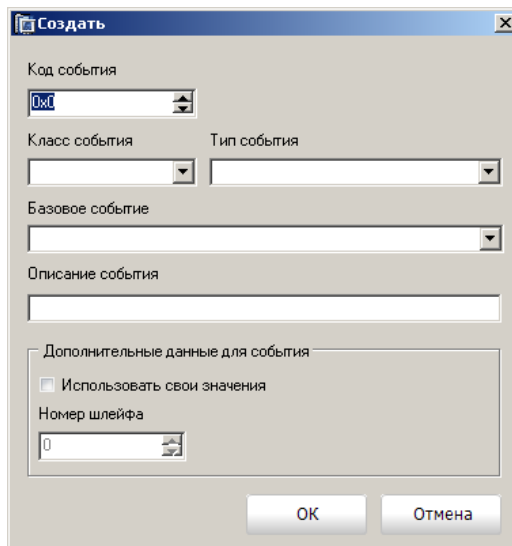 Создать
Код события
0x0
Класс события Тип события
Базовое событие
Описание события
Дополнительные данные для события
Использовать свои значения
Номер шлейфа
0
ОК Отмена